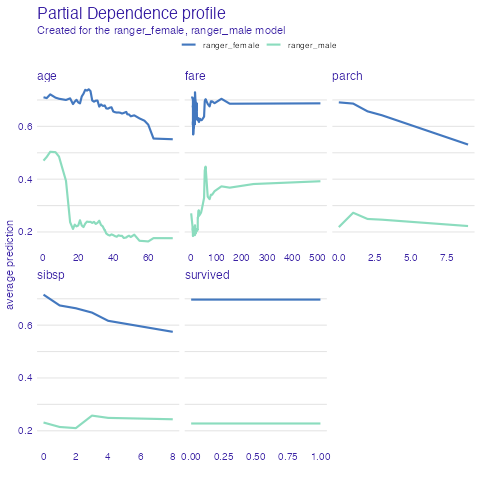 Partial Dependence profile
Created for the ranger_female, ranger_male model
ranger_female ranger_male
age fare parch
0.6
0.4
0.2
0 20 40 60 0 100 200 300 400 500 0.0 2.5 5.0 7.5
average prediction
sibsp survived
0.6
0.4
0.2
0 2 4 6 8 0.00 0.25 0.50 0.75 1.00